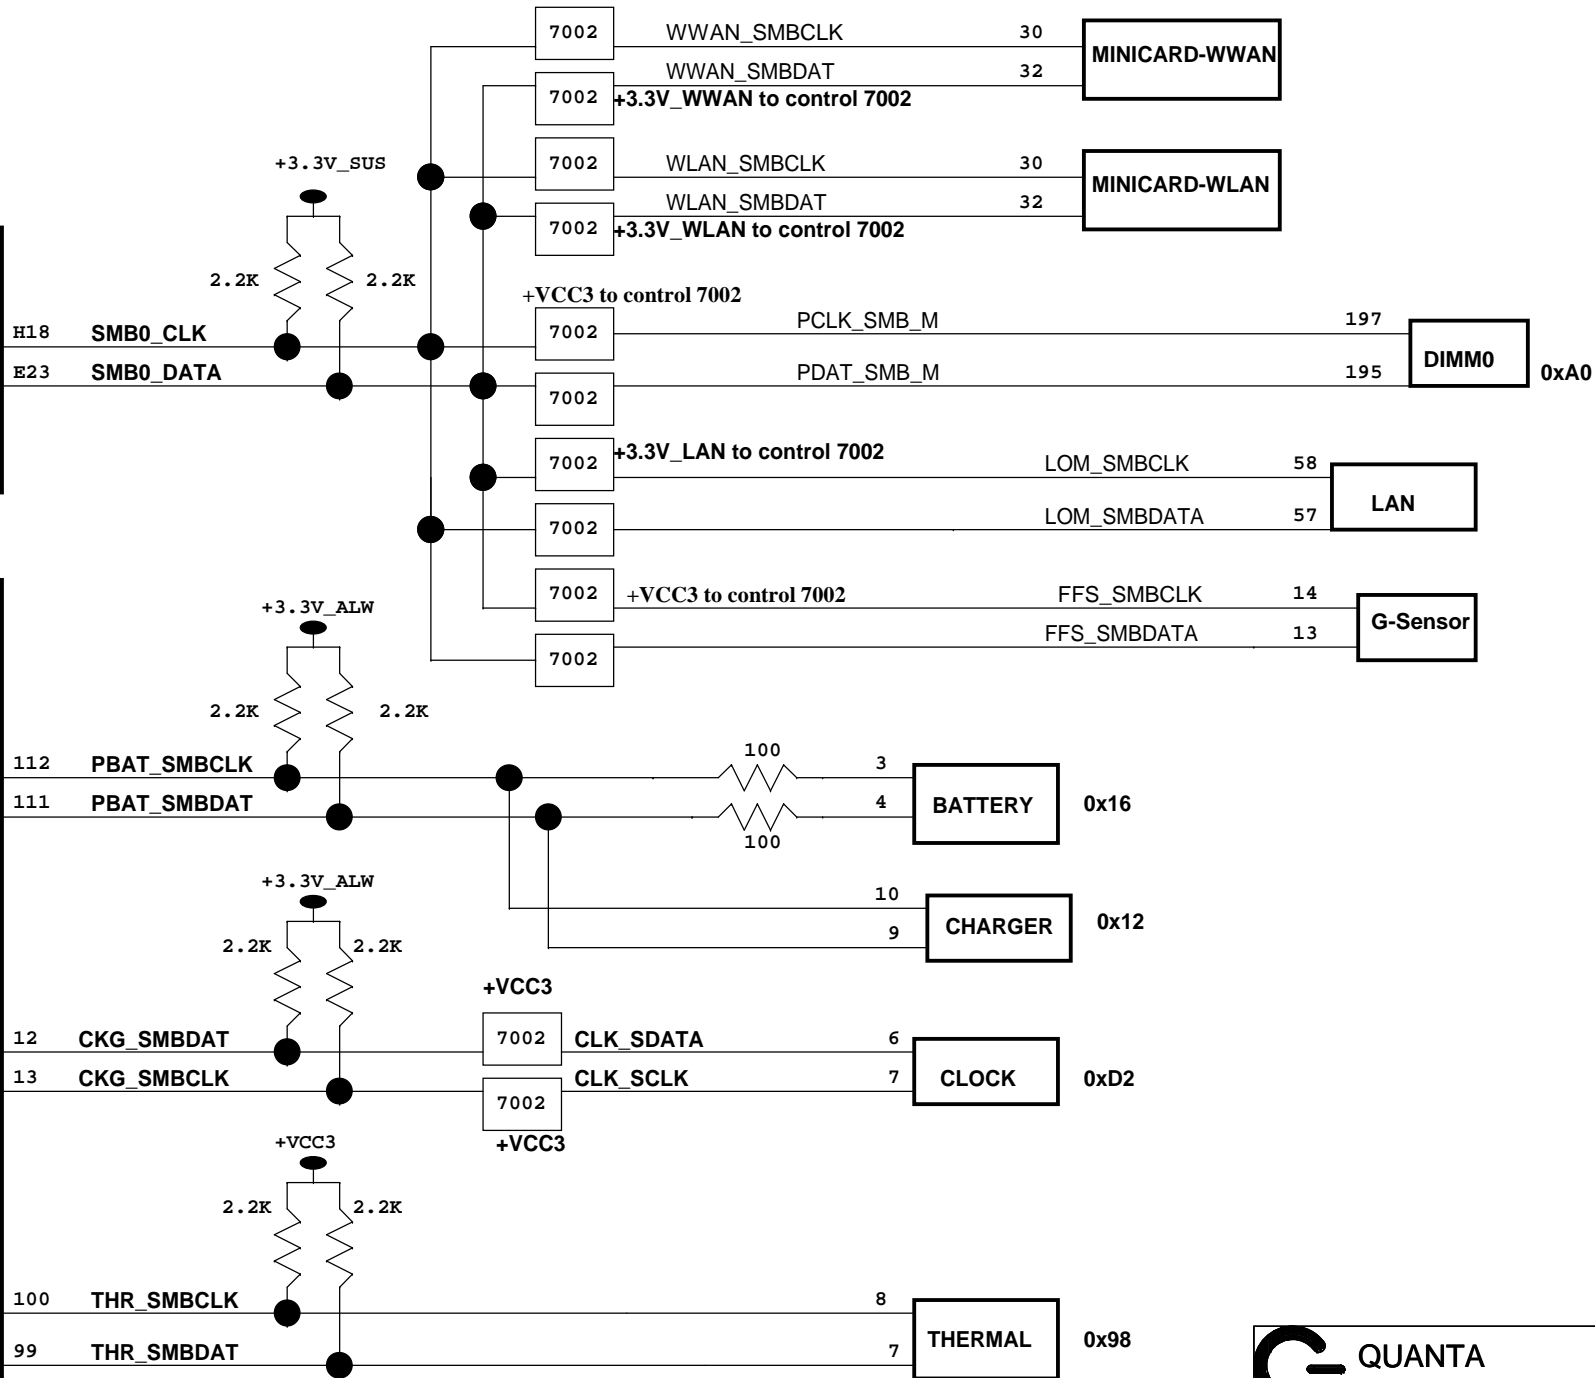 7002 WWAN_SMBCLK 30
MINICARD-WWAN
WWAN_SMBDAT 32
7002 +3.3V_WWAN to control 7002
+3.3V_SUS
7002 WLAN_SMBCLK 30
MINICARD-WLAN
WLAN_SMBDAT 32
7002 +3.3V_WLAN to control 7002
2.2K 2.2K
+VCC3 to control 7002
H18 SMB0_CLK 7002 PCLK_SMB_M 197
DIMM0 0xA0
E23 SMB0_DATA 7002 PDAT_SMB_M 195
+3.3V_LAN to control 7002
7002 LOM_SMBCLK 58
LAN
7002 LOM_SMBDATA 57
+3.3V_ALW
7002 +VCC3 to control 7002 FFS_SMBCLK 14
G-Sensor
7002 FFS_SMBDATA 13
2.2K 2.2K
100
112 PBAT_SMBCLK 3
111 PBAT_SMBDAT 4
BATTERY 0x16
100
+3.3V_ALW
10
CHARGER 0x12
9
2.2K 2.2K
+VCC3
12 CKG_SMBDAT 7002 CLK_SDATA 6
13 CKG_SMBCLK CLK_SCLK 7
CLOCK 0xD2
7002
+VCC3
+VCC3
2.2K 2.2K
100 THR_SMBCLK 8
THERMAL 0x98
99 THR_SMBDAT 7
QUANTA